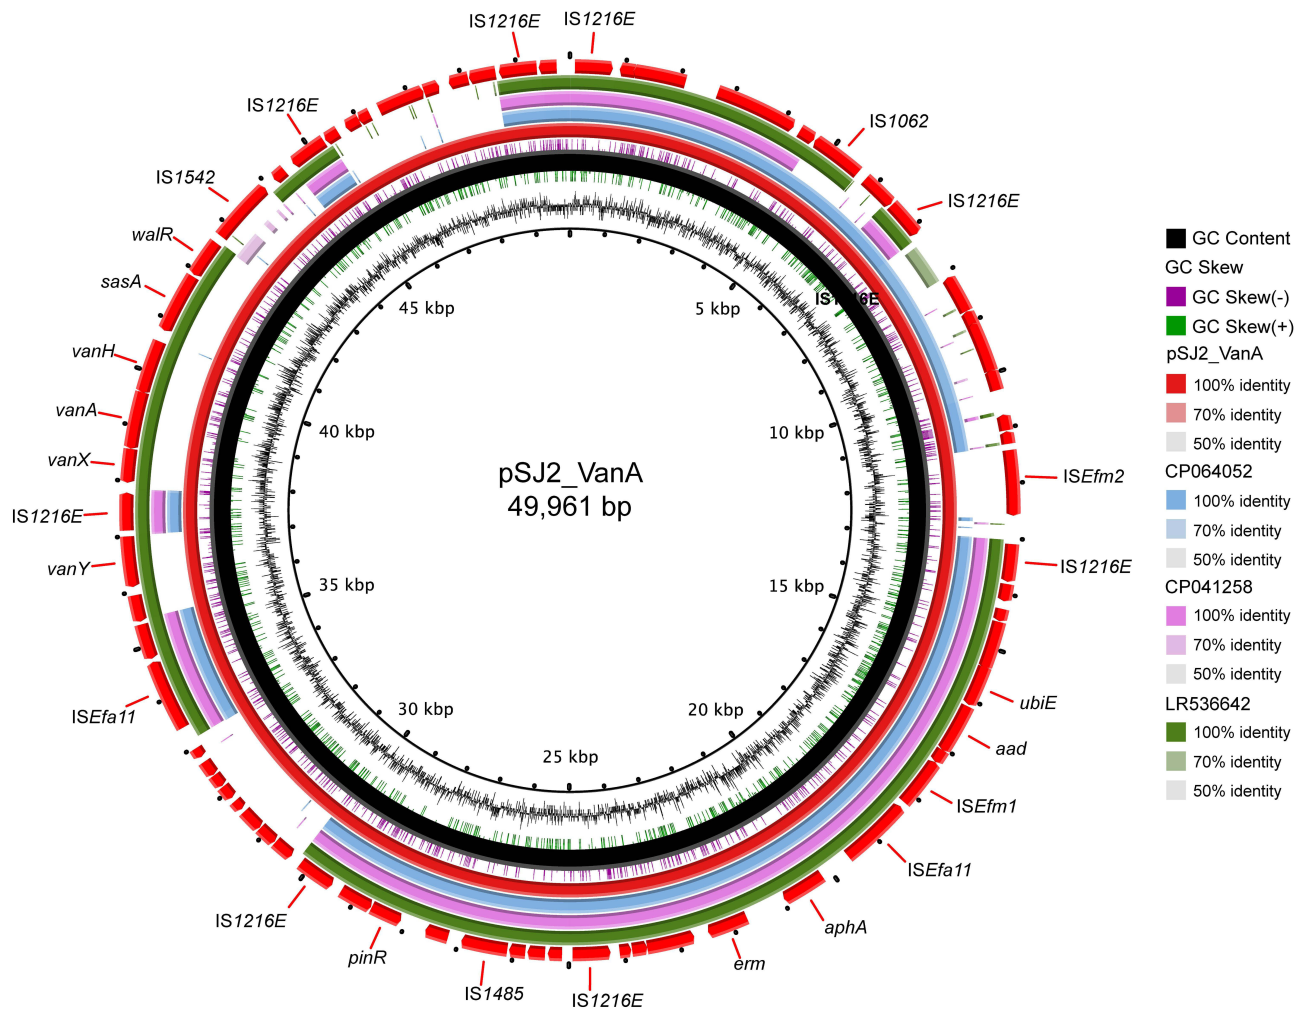 IS1216E
IS1216E
IS1062
IS1216E
ISEfm2
IS1216E
ubiE
aad
ISEfm1
ISEfa11
aphA
erm
IS1216E
IS1485
pinR
IS1216E
ISEfa11
vanY
IS1216E
vanX
vanA
vanH
sasA
walR
IS1542
IS1216E
IS1216E
5 kbp
10 kbp
15 kbp
20 kbp
25 kbp
30 kbp
35 kbp
40 kbp
45 kbp
pSJ2_VanA
49,961 bp
GC Content
GC Skew
GC Skew(-)
GC Skew(+)
pSJ2_VanA
100% identity
70% identity
50% identity
CP064052
100% identity
70% identity
50% identity
CP041258
100% identity
70% identity
50% identity
LR536642
100% identity
70% identity
50% identity